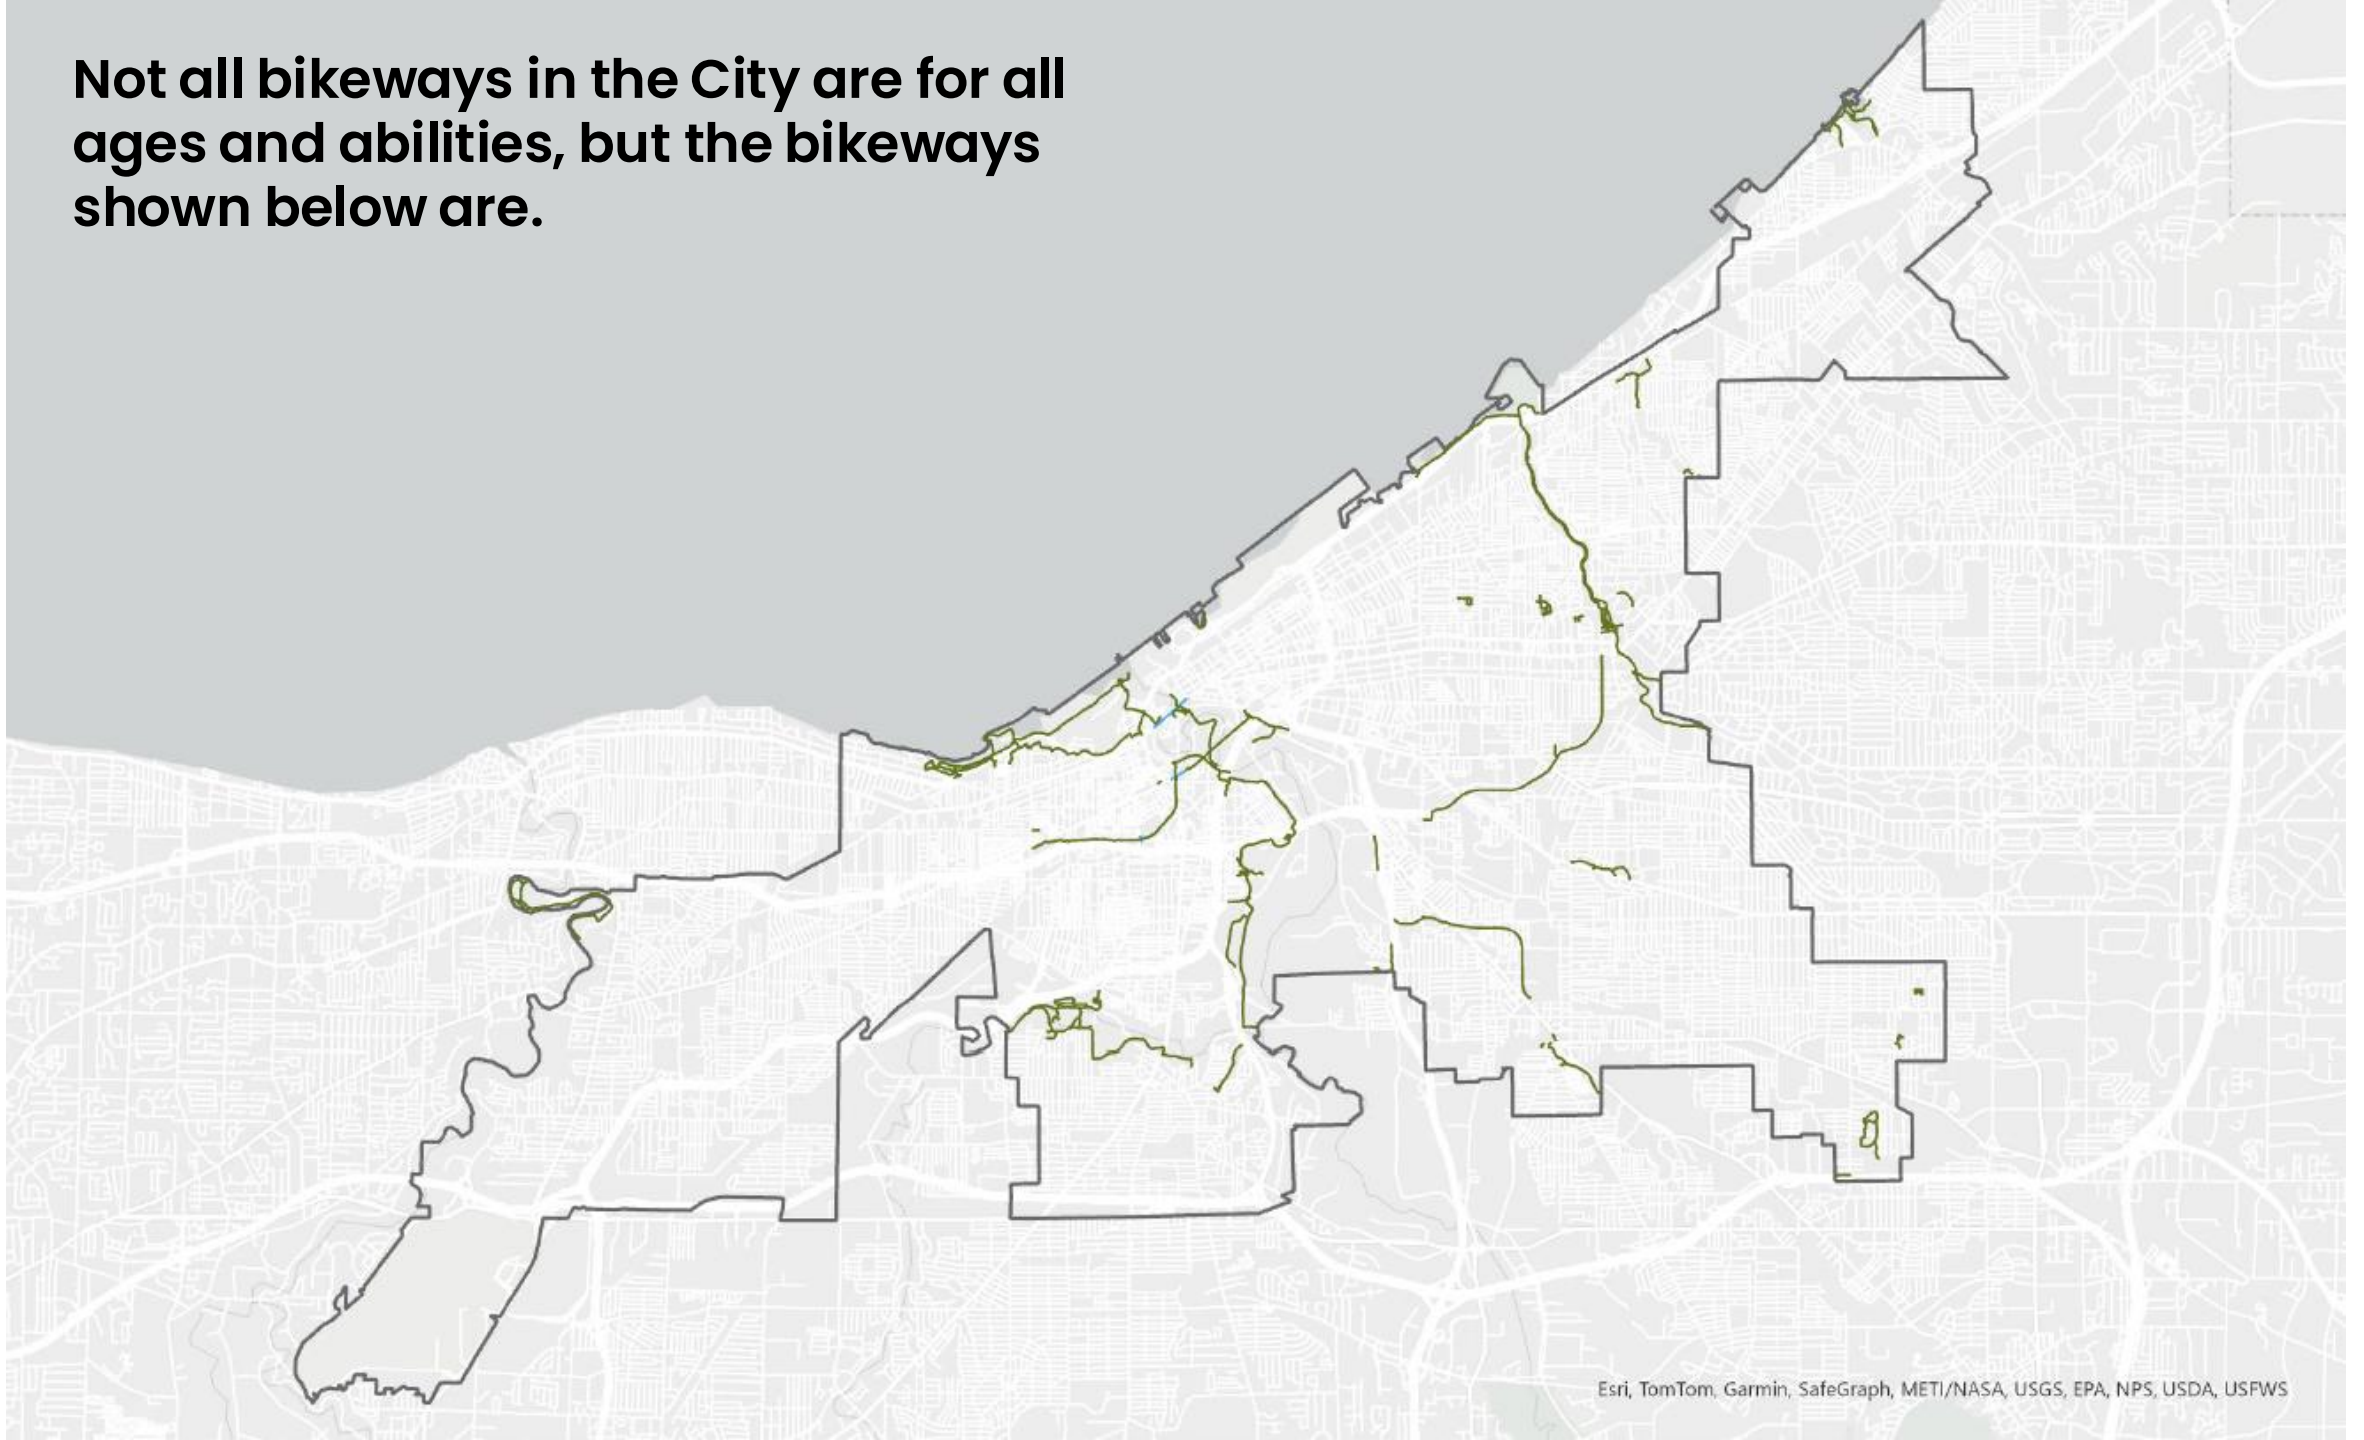 Not all bikeways in the City are for all
ages and abilities, but the bikeways
shown below are.
Esri, TomTom, Garmin, SafeGraph, METI/NASA, USGS, EPA, NPS, USDA, USFWS